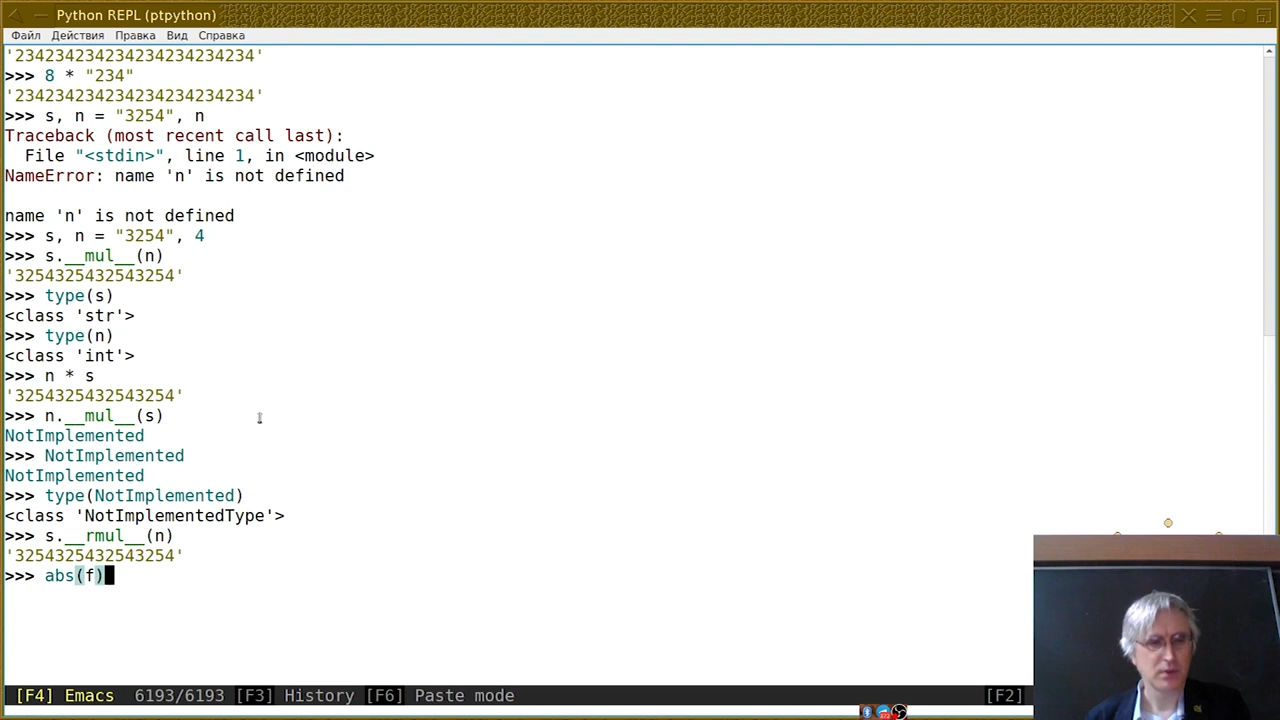 Python REPL (ptpython)
Файл Действия Правка Вид Справка
'234234234234234234234234'
>>> 8 * "234"
'234234234234234234234234'
>>> s, n = "3254", n
Traceback (most recent call last):
File "<stdin>", line 1, in <module>
NameError: name 'n' is not defined
name 'n' is not defined
>>> s, n = "3254", 4
>>> s.__mul__(n)
'3254325432543254'
>>> type(s)
<class 'str'>
>>> type(n)
<class 'int'>
>>> n * s
'3254325432543254'
>>> n.__mul__(s)
NotImplemented
>>> NotImplemented
NotImplemented
>>> type(NotImplemented)
<class 'NotImplementedType'>
>>> s.__rmul__(n)
'3254325432543254'
>>> abs(f)
[F4] Emacs 6193/6193 [F3] History [F6] Paste mode [F2]